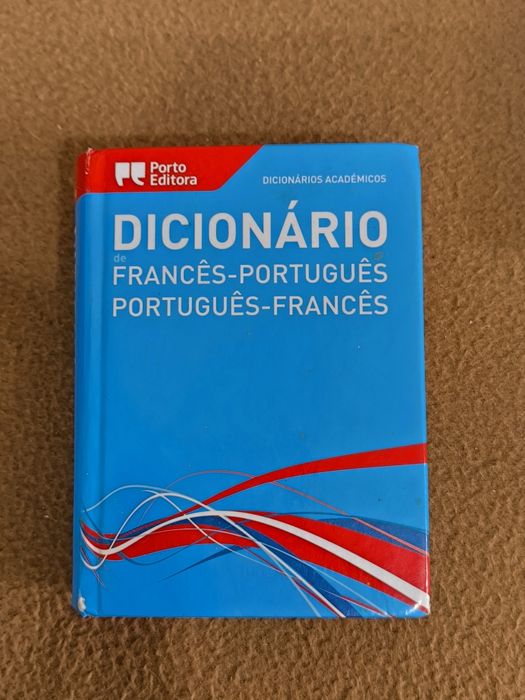 Porto
Editora
DICIONÁRIOS ACADÉMICOS
DICIONÁRIO
de
FRANCÊS-PORTUGUÊS
PORTUGUÊS-FRANCÊS